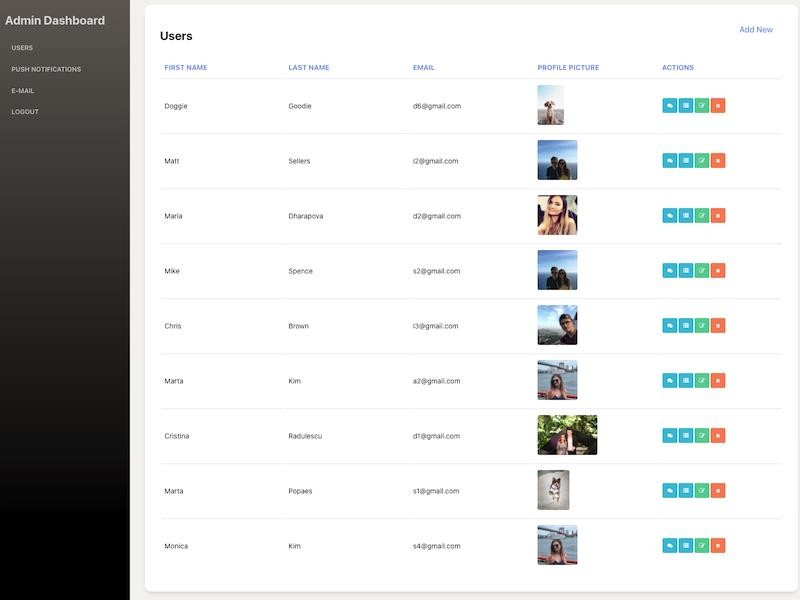 Admin Dashboard
USERS
PUSH NOTIFICATIONS
E-MAIL
LOGOUT
Add New
Users
FIRST NAME LAST NAME EMAIL PROFILE PICTURE ACTIONS
Doggie Goodie d6@gmail.com
Matt Sellers l2@gmail.com
Maria Dharapova d2@gmail.com
Mike Spence s2@gmail.com
Chris Brown l3@gmail.com
Marta Kim a2@gmail.com
Cristina Radulescu d1@gmail.com
Marta Popaes s1@gmail.com
Monica Kim s4@gmail.com